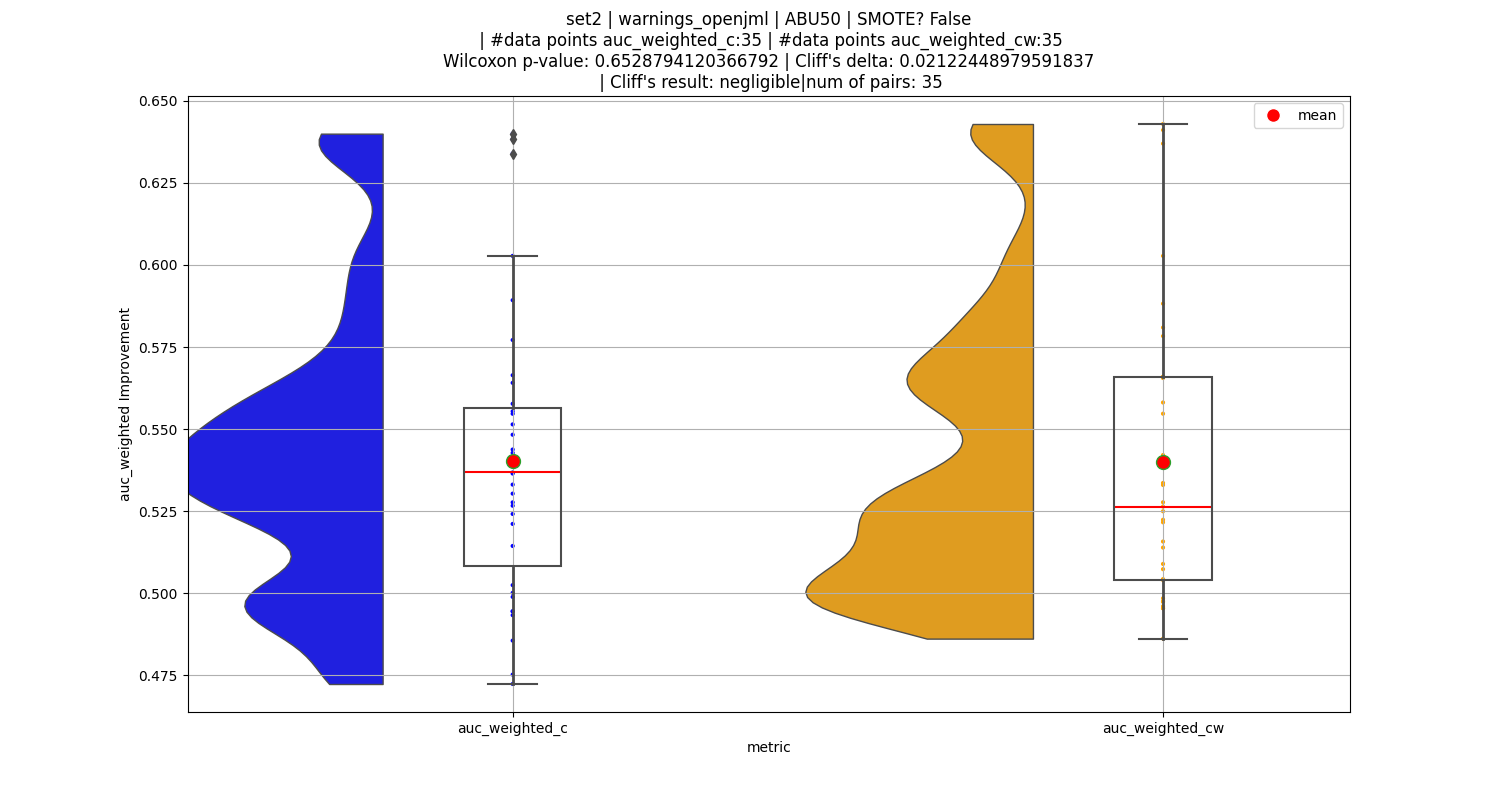 set2 | warnings_openjml | ABU50 | SMOTE? False
| #data points auc_weighted_c:35 | #data points auc_weighted_cw:35
Wilcoxon p-value: 0.6528794120366792 | Cliff's delta: 0.02122448979591837
| Cliff's result: negligible|num of pairs: 35
mean
0.650
0.625
0.600
0.575
0.550
0.525
0.500
0.475
auc_weighted Improvement
auc_weighted_c
auc_weighted_cw
metric